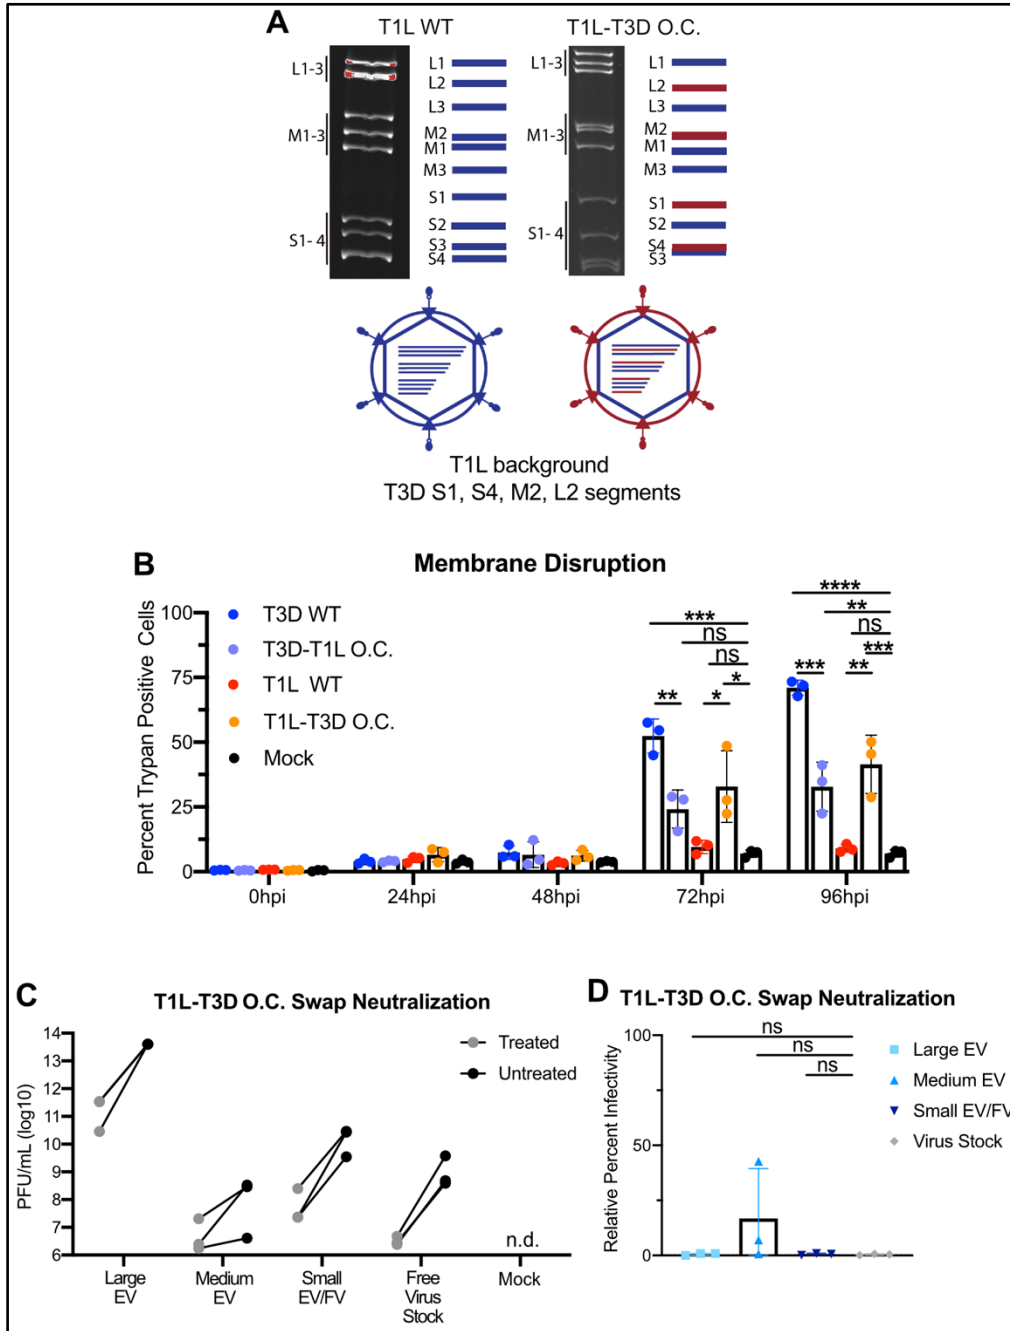 A
T1L WT
T1L-T3D O.C.
L1-3
M1-3
S1- 4
L1
L2
L3
M2
M1
M3
S1
S2
S3
S4
L1-3
M1-3
S1- 4
L1
L2
L3
M2
M1
M3
S1
S2
S4
S3
T1L background
T3D S1, S4, M2, L2 segments
B
Membrane Disruption
Percent Trypan Positive Cells
100
75
50
25
0
T3D WT
T3D-T1L O.C.
T1L WT
T1L-T3D O.C.
Mock
***
ns
ns
*
**
*
****
**
ns
***
***
**
0hpi
24hpi
48hpi
72hpi
96hpi
C
T1L-T3D O.C. Swap Neutralization
PFU/mL (log10)
14
13
12
11
10
9
8
7
6
Treated
Untreated
n.d.
Large EV
Medium EV
Small EV/FV
Free Virus Stock
Mock
D
T1L-T3D O.C. Swap Neutralization
Relative Percent Infectivity
100
50
0
ns
ns
ns
Large EV
Medium EV
Small EV/FV
Virus Stock